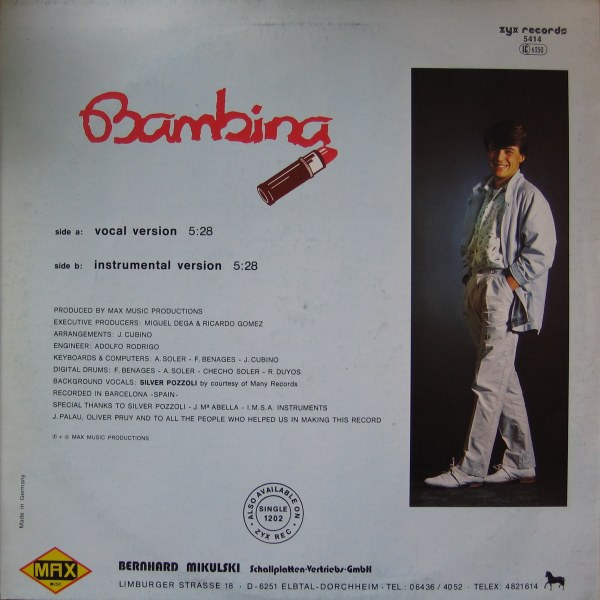 zyx records
5414
6350
Bambina
side a: vocal version 5:28
side b: instrumental version 5:28
PRODUCED BY MAX MUSIC PRODUCTIONS
EXECUTIVE PRODUCERS: MIGUEL DEGA & RICARDO GOMEZ
ARRANGEMENTS: J. CUBINO
ENGINEER: ADOLFO RODRIGO
KEYBOARDS & COMPUTERS: A. SOLER - F. BENAGES - J. CUBINO
DIGITAL DRUMS: F. BENAGES - A. SOLER - CHECHO SOLER - R. DUYOS
BACKGROUND VOCALS: SILVER POZZOLI by courtesy of Many Records
RECORDED IN BARCELONA -SPAIN-
SPECIAL THANKS TO SILVER POZZOLI - J. Mª ABELLA - I.M.S.A. INSTRUMENTS
J. PALAU, OLIVER PRUY AND TO ALL THE PEOPLE WHO HELPED US IN MAKING THIS RECORD
℗ + © MAX MUSIC PRODUCTIONS
Made in Germany
ALSO AVAILABLE ON
SINGLE
1202
· ZYX REC ·
MAX
MUSIC
BERNHARD MIKULSKI Schallplatten-Vertriebs-GmbH
LIMBURGER STRASSE 18 · D-6251 ELBTAL-DORCHHEIM · TEL.: 06436 / 4052 · TELEX: 4821614